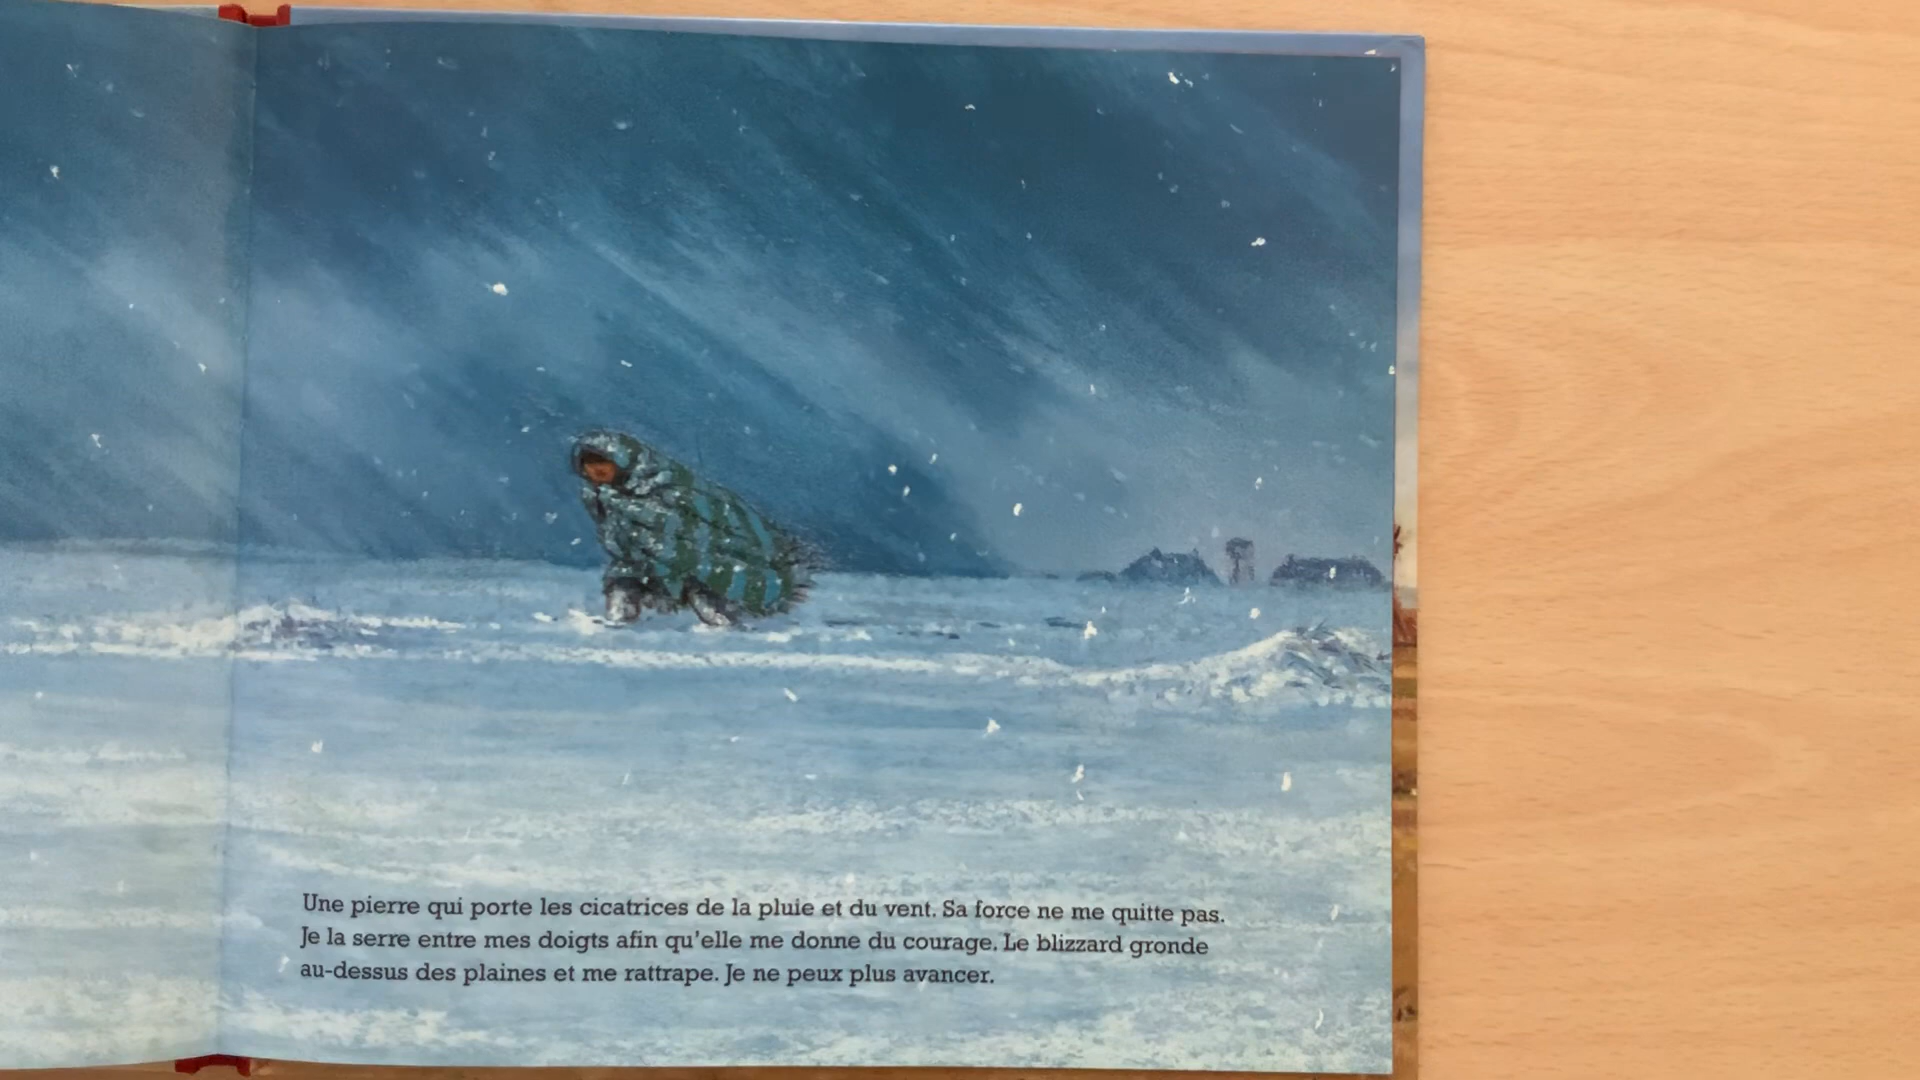 Une pierre qui porte les cicatrices de la pluie et du vent. Sa force ne me quitte pas.
Je la serre entre mes doigts afin qu'elle me donne du courage. Le blizzard gronde
au-dessus des plaines et me rattrape. Je ne peux plus avancer.